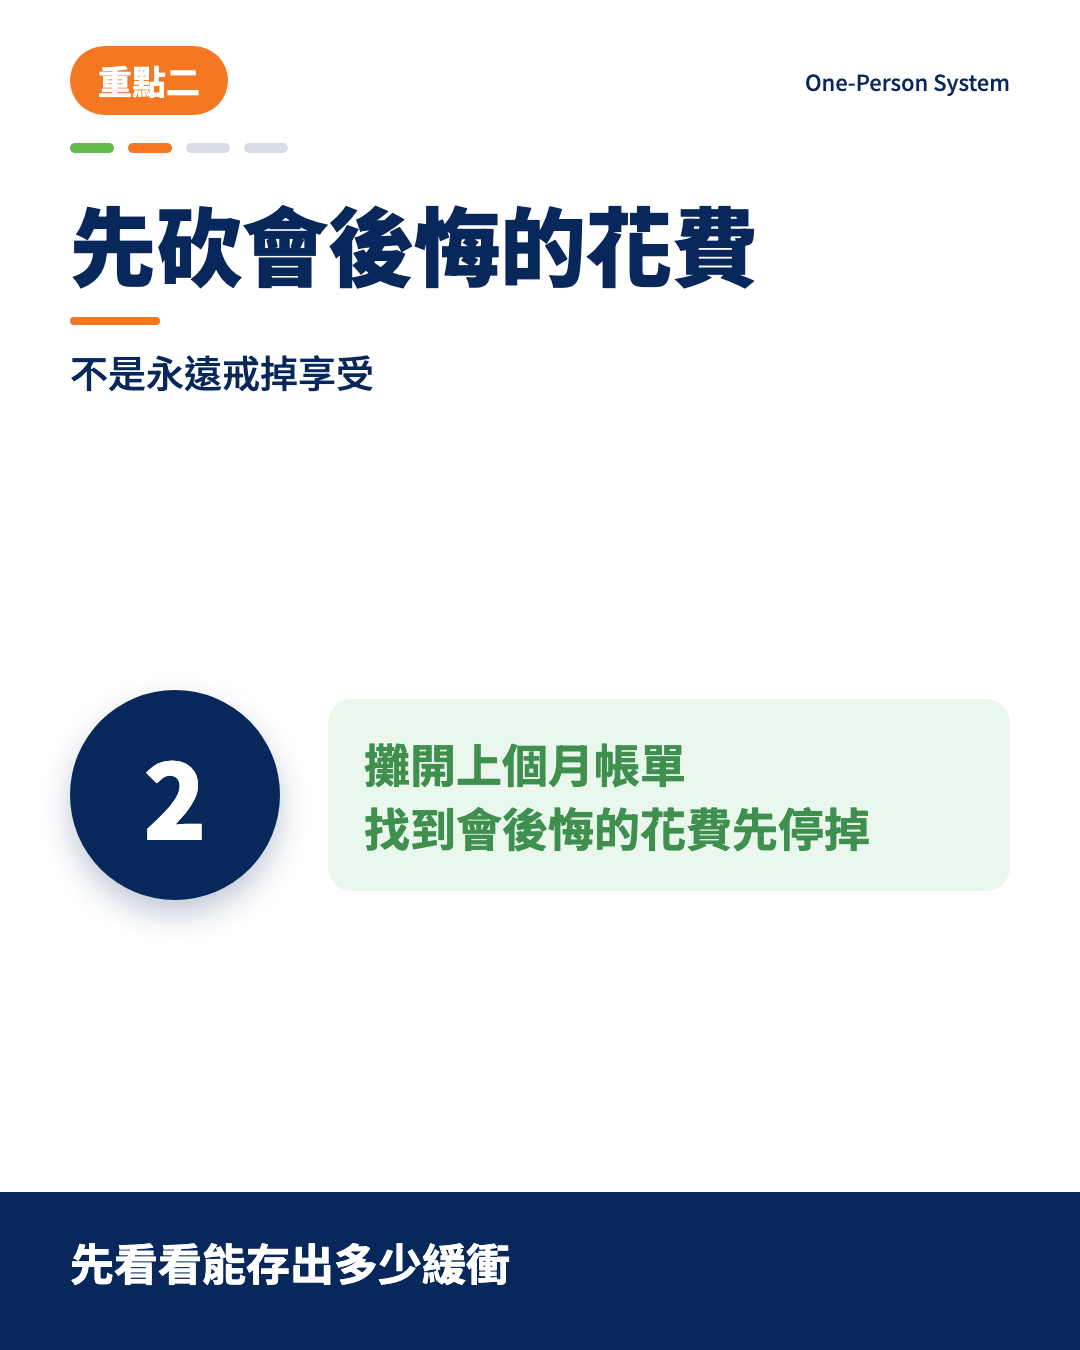 重點二
One-Person System
先砍會後悔的花費
不是永遠戒掉享受
2
攤開上個月帳單
找到會後悔的花費先停掉
先看看能存出多少緩衝